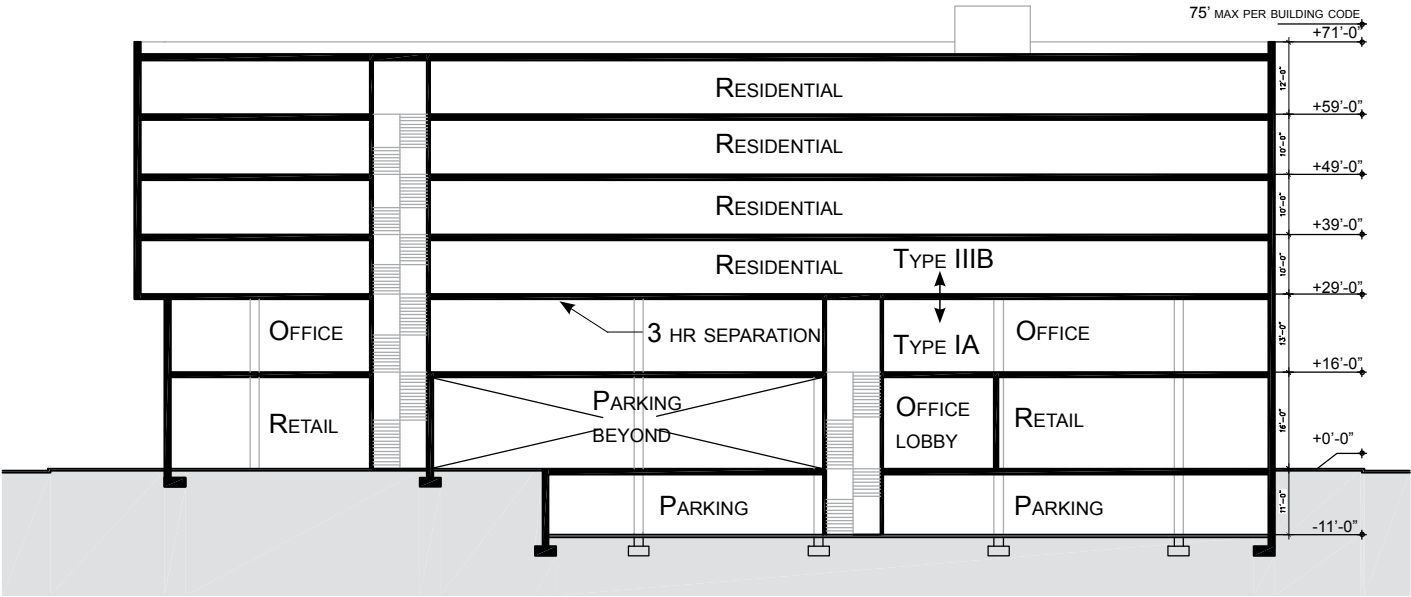 75' MAX PER BUILDING CODE
+71'-0"
12'-0"
RESIDENTIAL
+59'-0"
10'-0"
RESIDENTIAL
+49'-0"
10'-0"
RESIDENTIAL
+39'-0"
10'-0"
RESIDENTIAL
TYPE IIIB
+29'-0"
13'-0"
OFFICE
3 HR SEPARATION
TYPE IA
OFFICE
+16'-0"
16'-0"
RETAIL
PARKING
BEYOND
OFFICE
LOBBY
RETAIL
+0'-0"
11'-0"
PARKING
PARKING
-11'-0"